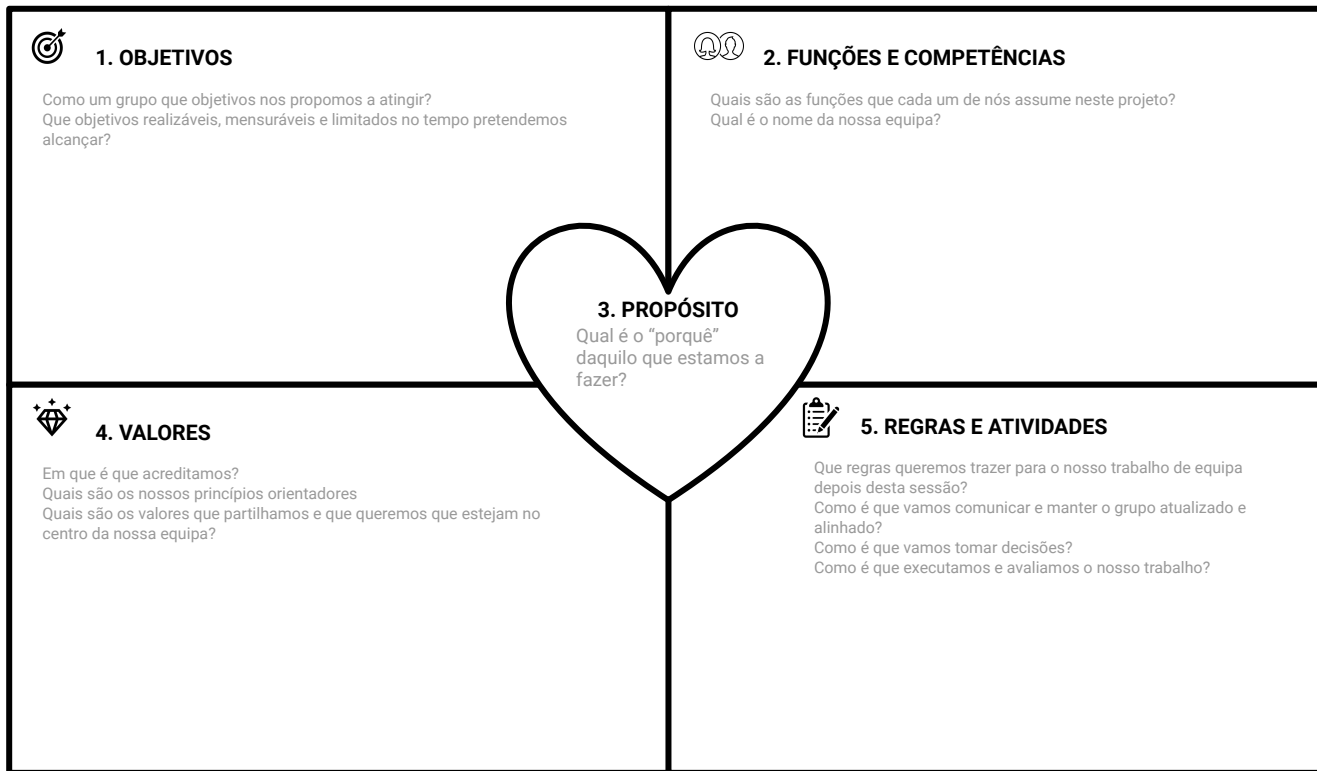 1. OBJETIVOS
Como um grupo que objetivos nos propomos a atingir?
Que objetivos realizáveis, mensuráveis e limitados no tempo pretendemos
alcançar?
2. FUNÇÕES E COMPETÊNCIAS
Quais são as funções que cada um de nós assume neste projeto?
Qual é o nome da nossa equipa?
3. PROPÓSITO
Qual é o “porquê”
daquilo que estamos a
fazer?
4. VALORES
Em que é que acreditamos?
Quais são os nossos princípios orientadores
Quais são os valores que partilhamos e que queremos que estejam no
centro da nossa equipa?
5. REGRAS E ATIVIDADES
Que regras queremos trazer para o nosso trabalho de equipa
depois desta sessão?
Como é que vamos comunicar e manter o grupo atualizado e
alinhado?
Como é que vamos tomar decisões?
Como é que executamos e avaliamos o nosso trabalho?